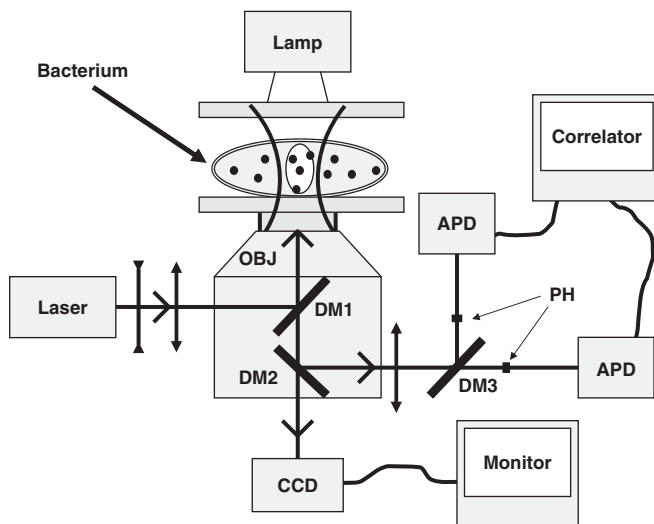 Lamp
Bacterium
Correlator
APD
OBJ
Laser
DM1
PH
DM2
DM3
APD
CCD
Monitor